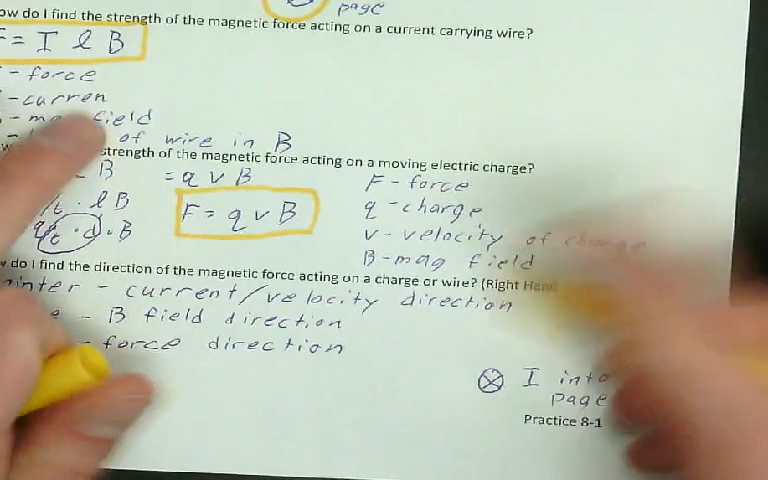 page
ow do I find the strength of the magnetic force acting on a current carrying wire?
F = I l B
- force
- curren
- field
of wire in B
strength of the magnetic force acting on a moving electric charge?
B = q v B
F - force
/t · l B
F = q v B
q - charge
q/t · d · B
v - velocity of charge
B - mag field
do I find the direction of the magnetic force acting on a charge or wire? (Right Hand
inter - current/velocity direction
- B field direction
- force direction
⊗ I into
page
Practice 8-1